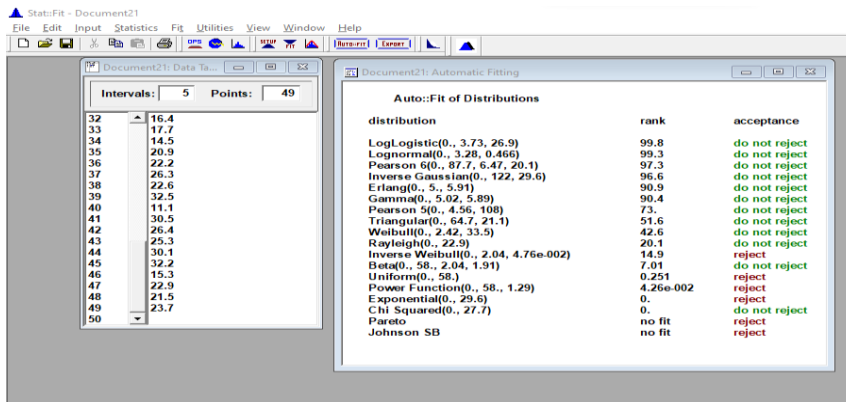 Stat::Fit - Document21
File Edit Input Statistics Fit Utilities View Window Help
OPS SETUP FIT AUTO::FIT EXPORT
Document21: Data Ta...
Intervals: 5 Points: 49
32 16.4
33 17.7
34 14.5
35 20.9
36 22.2
37 26.3
38 22.6
39 32.5
40 11.1
41 30.5
42 26.4
43 25.3
44 30.1
45 32.2
46 15.3
47 22.9
48 21.5
49 23.7
50
Document21: Automatic Fitting
Auto::Fit of Distributions
distribution rank acceptance
LogLogistic(0., 3.73, 26.9) 99.8 do not reject
Lognormal(0., 3.28, 0.466) 99.3 do not reject
Pearson 6(0., 87.7, 6.47, 20.1) 97.3 do not reject
Inverse Gaussian(0., 122, 29.6) 96.6 do not reject
Erlang(0., 5., 5.91) 90.9 do not reject
Gamma(0., 5.02, 5.89) 90.4 do not reject
Pearson 5(0., 4.56, 108) 73. do not reject
Triangular(0., 64.7, 21.1) 51.6 do not reject
Weibull(0., 2.42, 33.5) 42.6 do not reject
Rayleigh(0., 22.9) 20.1 do not reject
Inverse Weibull(0., 2.04, 4.76e-002) 14.9 reject
Beta(0., 58., 2.04, 1.91) 7.01 do not reject
Uniform(0., 58.) 0.251 reject
Power Function(0., 58., 1.29) 4.26e-002 reject
Exponential(0., 29.6) 0. reject
Chi Squared(0., 27.7) 0. do not reject
Pareto no fit reject
Johnson SB no fit reject